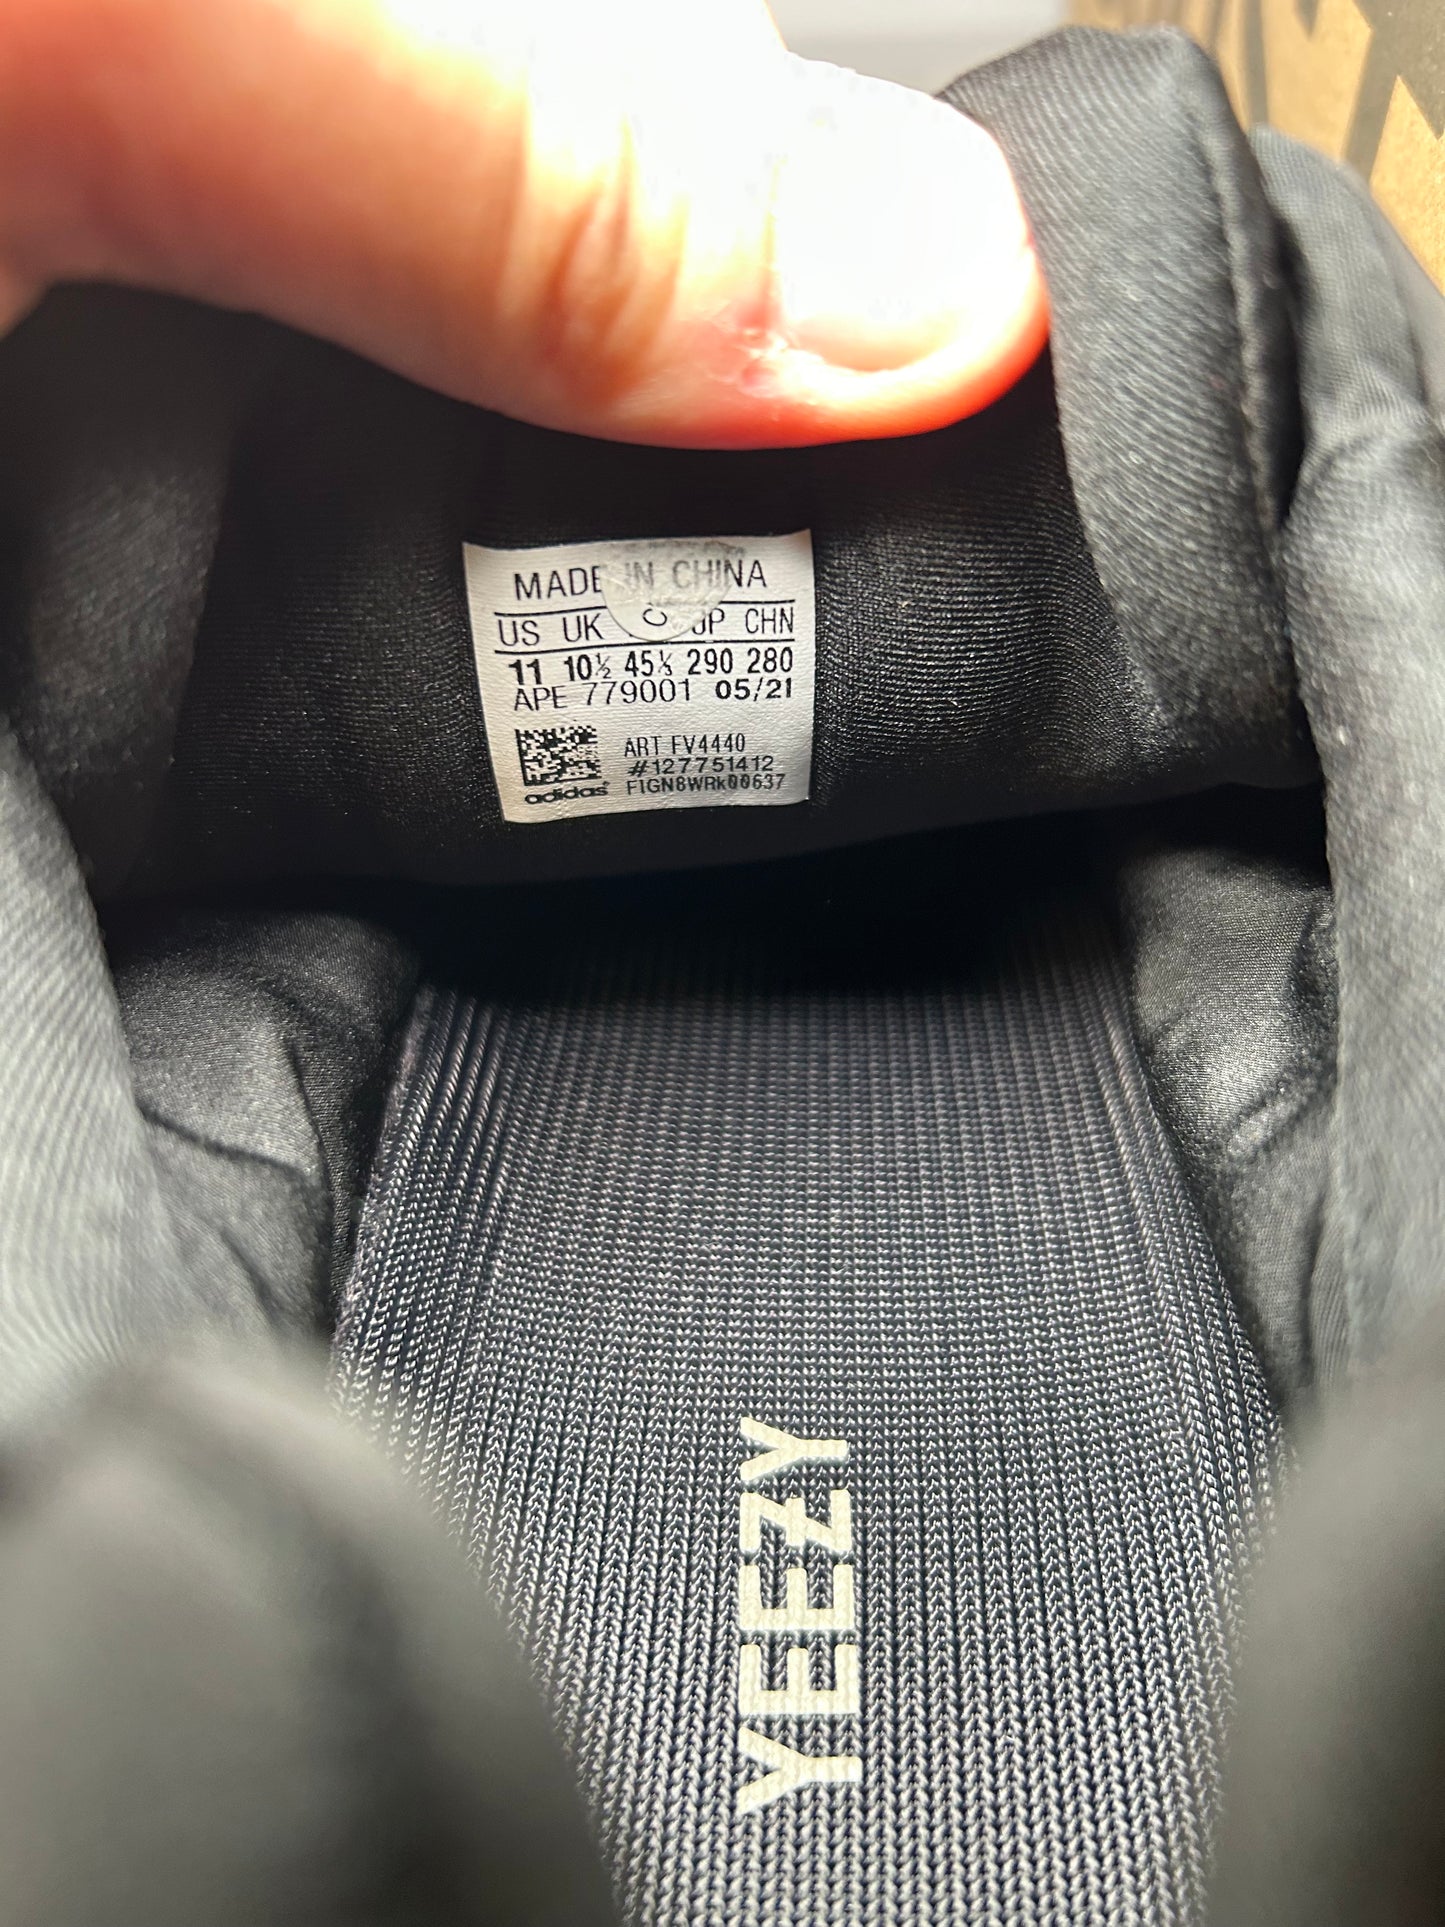 MADE IN CHINA
US UK JP CHN
11 10½ 45⅓ 290 280
APE 779001 05/21
ART FV4440
#127751412
F1GN8WRk00637
adidas
YEEZY